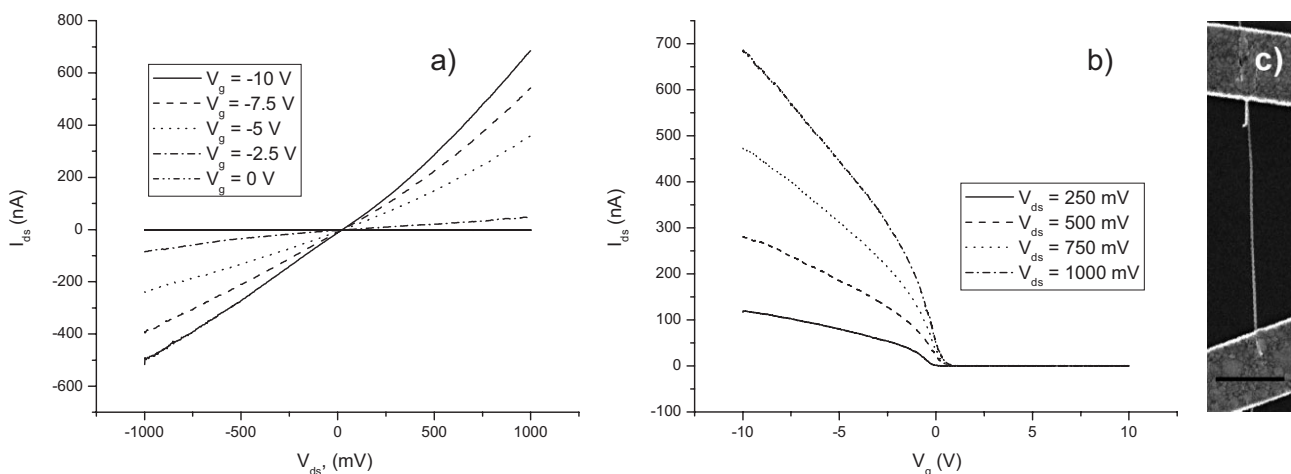 a)
800
600
400
200
0
-200
-400
-600
I_ds (nA)
V_g = -10 V
V_g = -7.5 V
V_g = -5 V
V_g = -2.5 V
V_g = 0 V
-1000 -500 0 500 1000
V_ds, (mV)
b)
700
600
500
400
300
200
100
0
-100
I_ds (nA)
V_ds = 250 mV
V_ds = 500 mV
V_ds = 750 mV
V_ds = 1000 mV
-10 -5 0 5 10
V_g (V)
c)